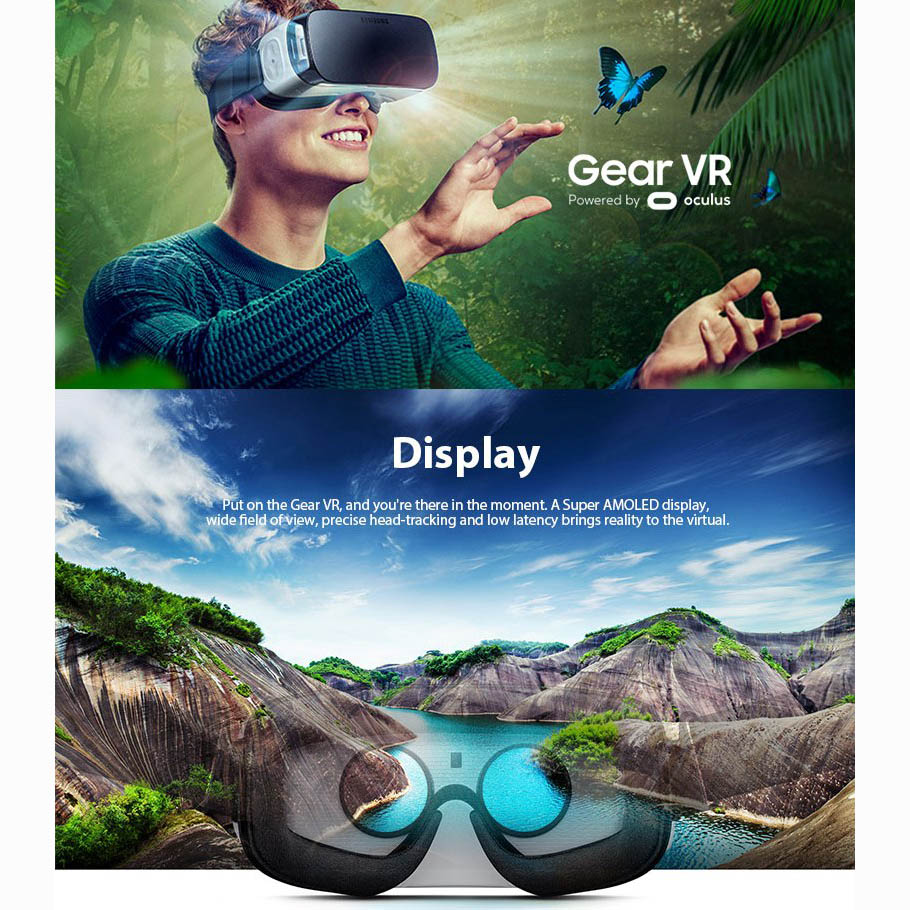 SAMSUNG
Gear VR
Powered by oculus
Display
Put on the Gear VR, and you're there in the moment. A Super AMOLED display,
wide field of view, precise head-tracking and low latency brings reality to the virtual.